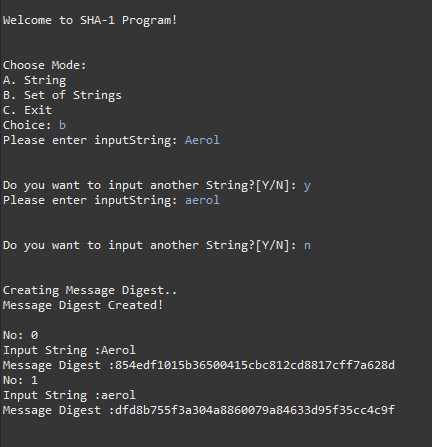 Welcome to SHA-1 Program!
Choose Mode:
A. String
B. Set of Strings
C. Exit
Choice: b
Please enter inputString: Aerol
Do you want to input another String?[Y/N]: y
Please enter inputString: aerol
Do you want to input another String?[Y/N]: n
Creating Message Digest..
Message Digest Created!
No: 0
Input String :Aerol
Message Digest :854edf1015b36500415cbc812cd8817cff7a628d
No: 1
Input String :aerol
Message Digest :dfd8b755f3a304a8860079a84633d95f35cc4c9f